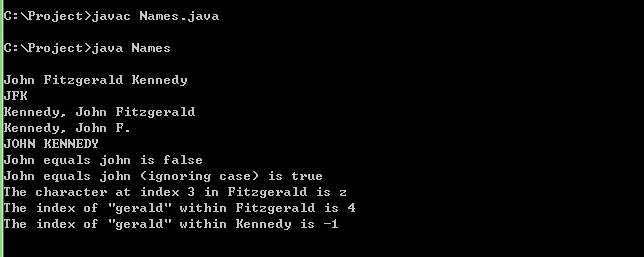 C:\Project>javac Names.java
C:\Project>java Names
John Fitzgerald Kennedy
JFK
Kennedy, John Fitzgerald
Kennedy, John F.
JOHN KENNEDY
John equals john is false
John equals john (ignoring case) is true
The character at index 3 in Fitzgerald is z
The index of "gerald" within Fitzgerald is 4
The index of "gerald" within Kennedy is -1